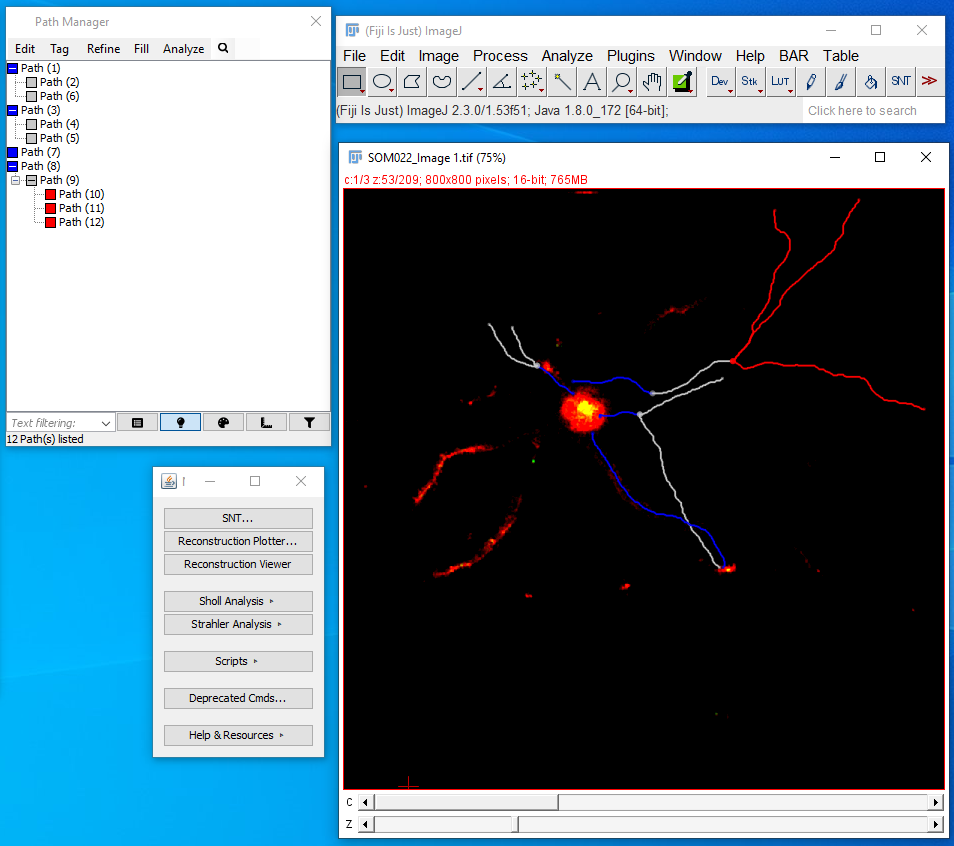 Path Manager
Edit Tag Refine Fill Analyze
Path (1)
Path (2)
Path (6)
Path (3)
Path (4)
Path (5)
Path (7)
Path (8)
Path (9)
Path (10)
Path (11)
Path (12)
Text filtering:
12 Path(s) listed
(Fiji Is Just) ImageJ
File Edit Image Process Analyze Plugins Window Help BAR Table
A Dev Stk LUT SNT >>
(Fiji Is Just) ImageJ 2.3.0/1.53f51; Java 1.8.0_172 [64-bit];
Click here to search
SOM022_Image 1.tif (75%)
c:1/3 z:53/209; 800x800 pixels; 16-bit; 765MB
C
Z
SNT...
Reconstruction Plotter...
Reconstruction Viewer
Sholl Analysis
Strahler Analysis
Scripts
Deprecated Cmds...
Help & Resources